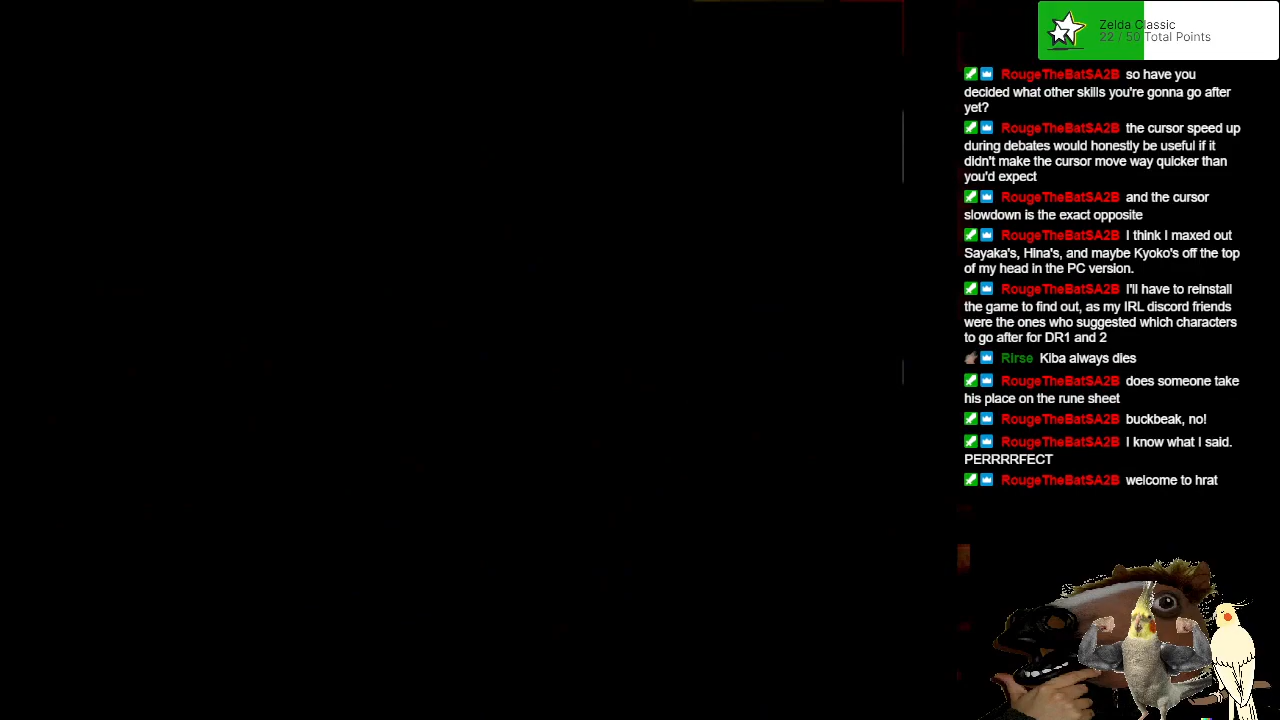 Zelda Classic
22 / 50 Total Points
RougeTheBatSA2B so have you
decided what other skills you're gonna go after
yet?
RougeTheBatSA2B the cursor speed up
during debates would honestly be useful if it
didn't make the cursor move way quicker than
you'd expect
RougeTheBatSA2B and the cursor
slowdown is the exact opposite
RougeTheBatSA2B I think I maxed out
Sayaka's, Hina's, and maybe Kyoko's off the top
of my head in the PC version.
RougeTheBatSA2B I'll have to reinstall
the game to find out, as my IRL discord friends
were the ones who suggested which characters
to go after for DR1 and 2
Rirse Kiba always dies
RougeTheBatSA2B does someone take
his place on the rune sheet
RougeTheBatSA2B buckbeak, no!
RougeTheBatSA2B I know what I said.
PERRRRFECT
RougeTheBatSA2B welcome to hrat